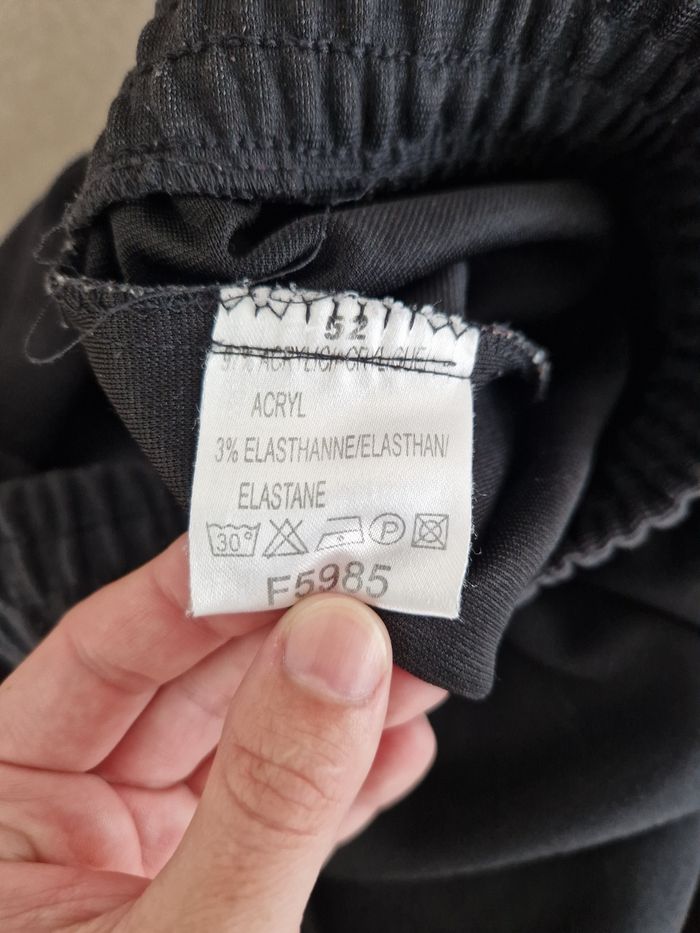 52
ACRYL
3% ELASTHANNE/ELASTHAN/
ELASTANE
30° P
F5985